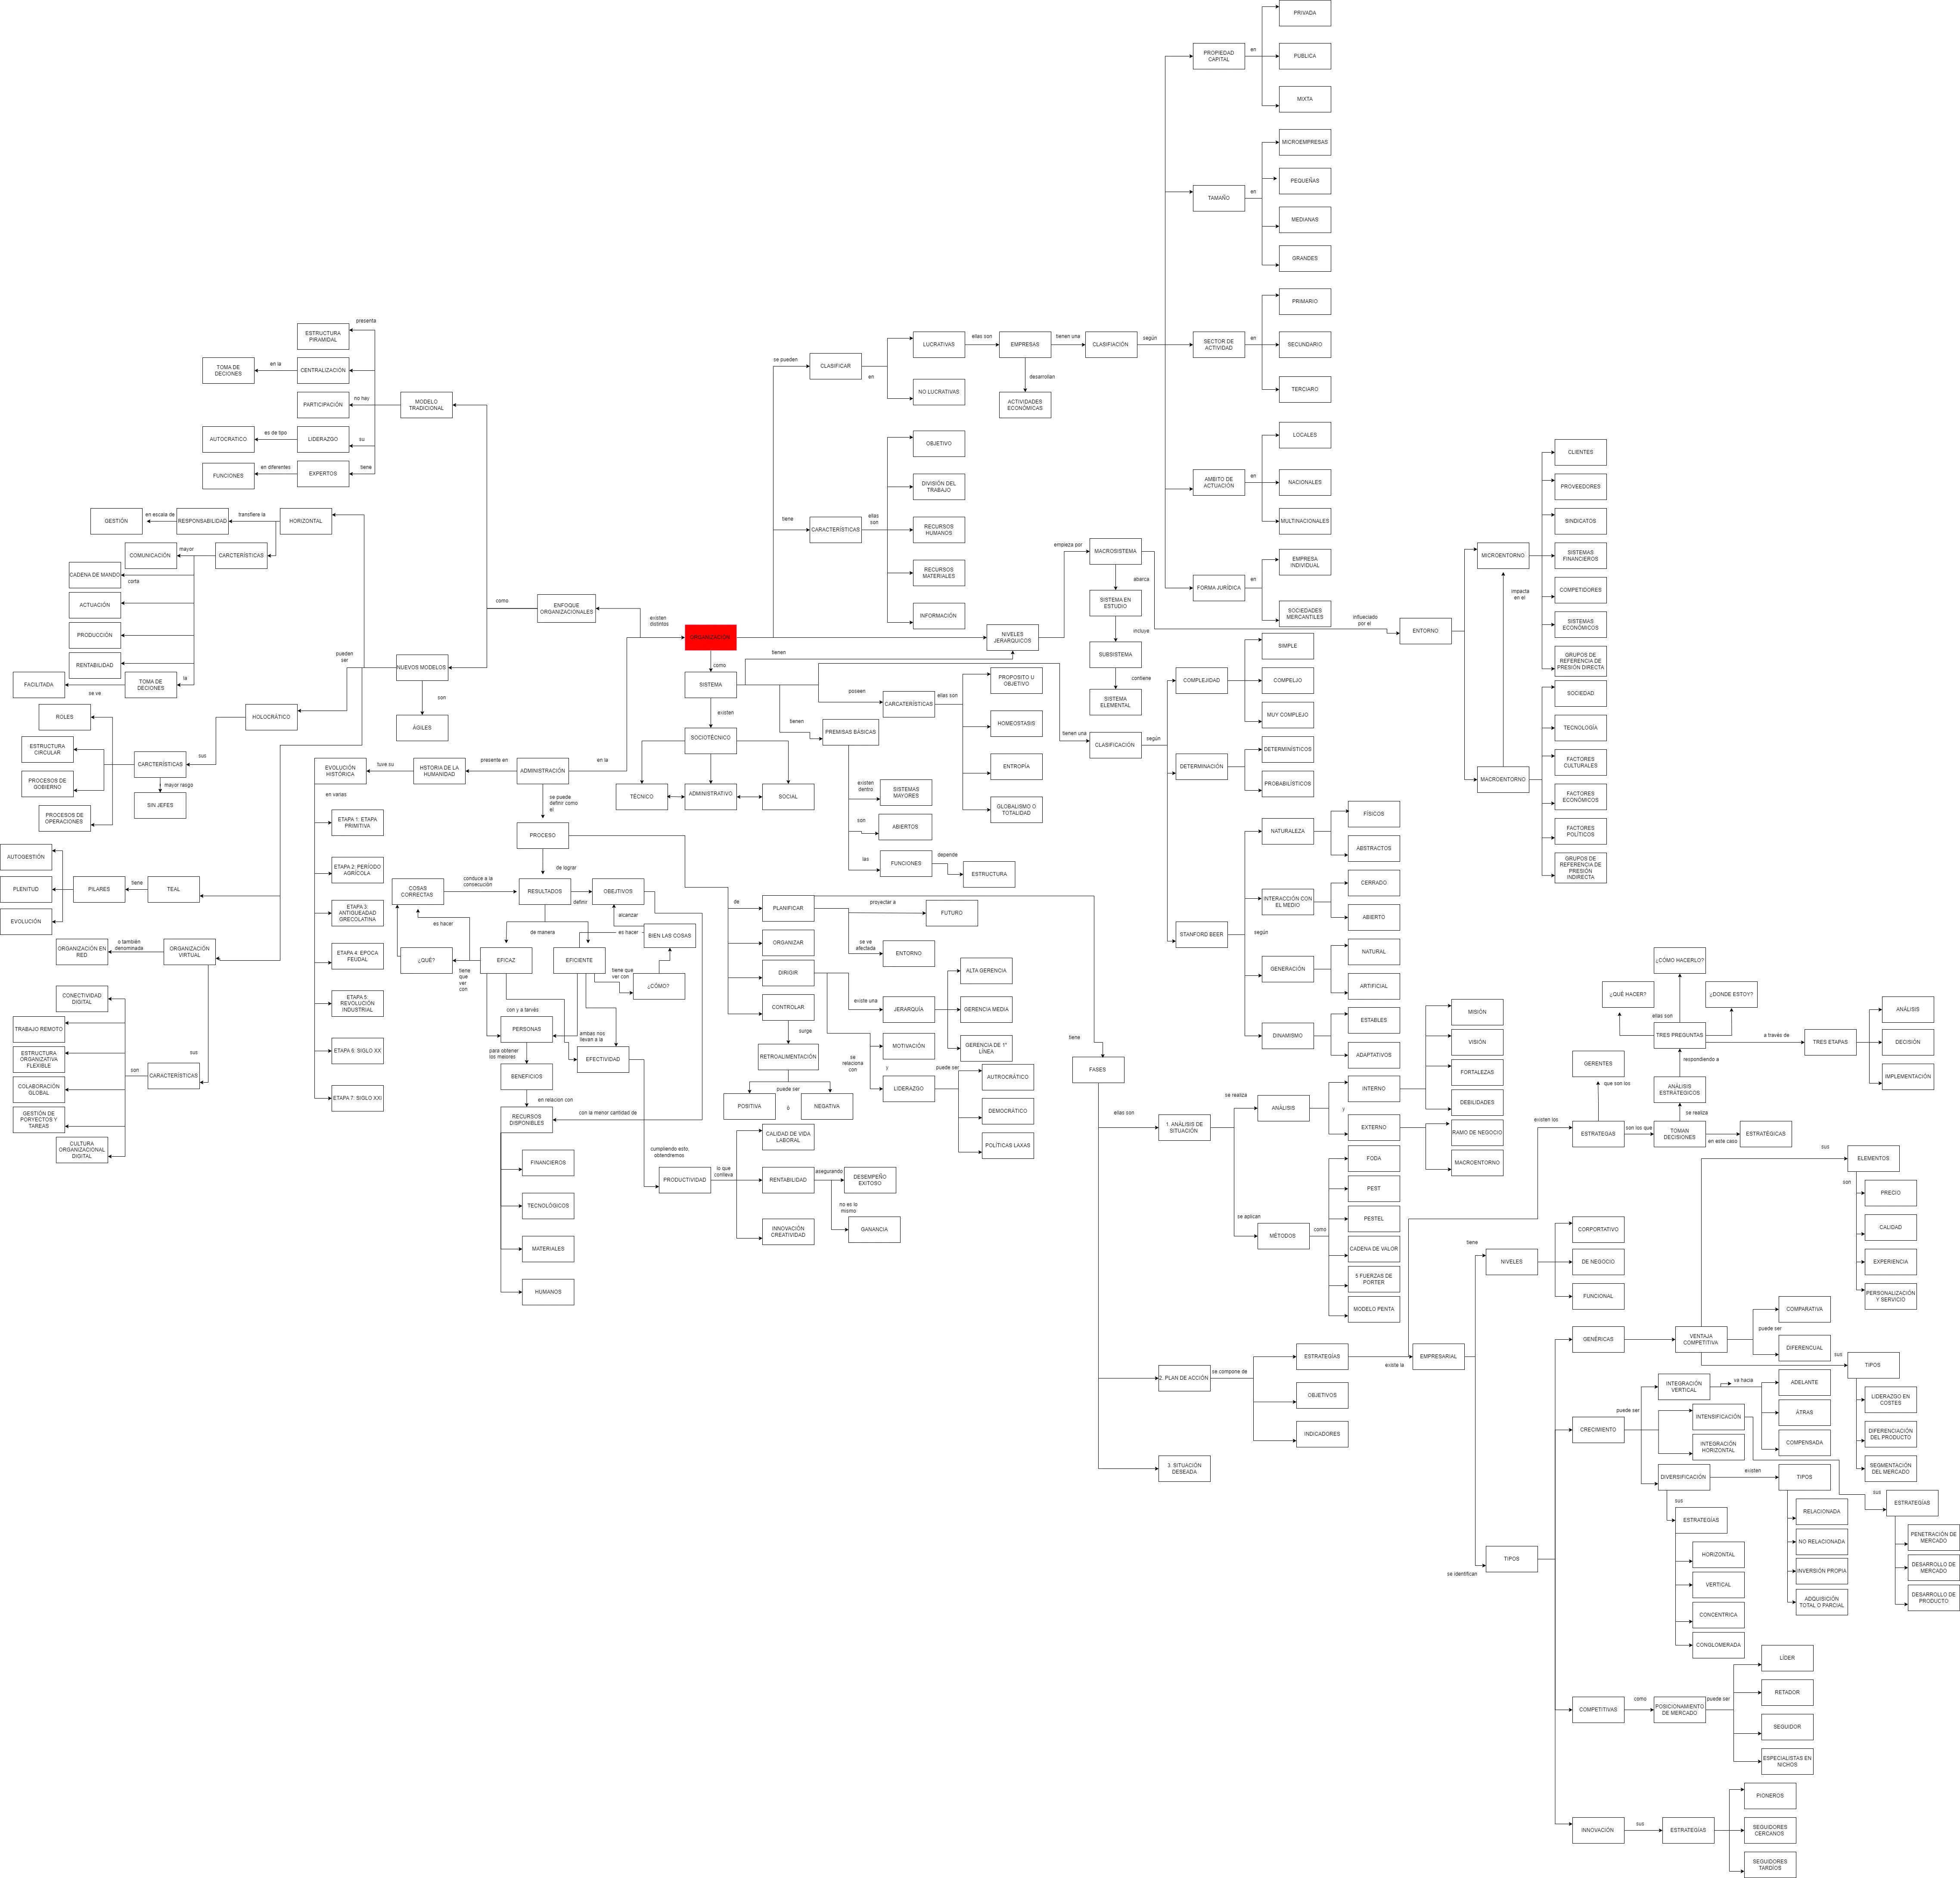 PRIVADA
PROPIEDAD
CAPITAL
en
PUBLICA
MIXTA
MICROEMPRESAS
PEQUEÑAS
TAMAÑO
en
MEDIANAS
GRANDES
PRIMARIO
SECTOR DE
ACTIVIDAD
en
SECUNDARIO
TERCIARO
LOCALES
AMBITO DE
ACTUACIÓN
en
NACIONALES
MULTINACIONALES
EMPRESA
INDIVIDUAL
FORMA JURÍDICA
en
SOCIEDADES
MERCANTILES
presenta
ESTRUCTURA
PIRAMIDAL
TOMA DE
DECIONES
en la
CENTRALIZACIÓN
PARTICIPACIÓN
no hay
MODELO
TRADICIONAL
AUTOCRATICO
es de tipo
LIDERAZGO
su
FUNCIONES
en diferentes
EXPERTOS
tiene
se pueden
CLASIFICAR
en
LUCRATIVAS
ellas son
EMPRESAS
tienen una
CLASIFIACIÓN
según
NO LUCRATIVAS
desarrollan
ACTIVIDADES
ECONÓMICAS
tiene
CARACTERÍSTICAS
ellas
son
OBJETIVO
DIVISIÓN DEL
TRABAJO
RECURSOS
HUMANOS
RECURSOS
MATERIALES
INFORMACIÓN
GESTIÓN
en escala de
RESPONSABILIDAD
transfiere la
HORIZONTAL
COMUNICACIÓN
mayor
CARCTERÍSTICAS
CADENA DE MANDO
corta
ACTUACIÓN
PRODUCCIÓN
RENTABILIDAD
FACILITADA
se ve
TOMA DE
DECIONES
la
como
ENFOQUE
ORGANIZACIONALES
existen
distintos
ORGANIZACIÓN
como
SISTEMA
existen
SOCIOTÉCNICO
TÉCNICO
ADMINISTRATIVO
SOCIAL
pueden
ser
NUEVOS MODELOS
son
ÁGILES
ROLES
HOLOCRÁTICO
ESTRUCTURA
CIRCULAR
CARCTERÍSTICAS
sus
PROCESOS DE
GOBIERNO
mayor rasgo
SIN JEFES
PROCESOS DE
OPERACIONES
AUTOGESTIÓN
PLENITUD
PILARES
tiene
TEAL
EVOLUCIÓN
ORGANIZACIÓN EN
RED
o también
denominada
ORGANIZACIÓN
VIRTUAL
CONECTIVIDAD
DIGITAL
TRABAJO REMOTO
ESTRUCTURA
ORGANIZATIVA
FLEXIBLE
sus
son
CARACTERÍSTICAS
COLABORACIÓN
GLOBAL
GESTIÓN DE
PORYECTOS Y
TAREAS
CULTURA
ORGANIZACIONAL
DIGITAL
EVOLUCIÓN
HISTÓRICA
tuve su
HSTORIA DE LA
HUMANIDAD
presente en
ADMINISTRACIÓN
en la
en varias
ETAPA 1: ETAPA
PRIMITIVA
ETAPA 2: PERÍODO
AGRÍCOLA
ETAPA 3:
ANTIGUEADAD
GRECOLATINA
ETAPA 4: EPOCA
FEUDAL
ETAPA 5:
REVOLUCIÓN
INDUSTRIAL
ETAPA 6: SIGLO XX
ETAPA 7: SIGLO XXI
se puede
definir como
el
PROCESO
de lograr
COSAS
CORRECTAS
conduce a la
consecución
RESULTADOS
definir
OBEJTIVOS
es hacer
de manera
es hacer
alcanzar
BIEN LAS COSAS
¿QUÉ?
tiene
que
ver
con
EFICAZ
EFICIENTE
tiene que
ver con
¿CÓMO?
con y a tarvés
PERSONAS
ambas nos
llevan a la
EFECTIVIDAD
para obtener
los mejores
BENEFICIOS
en relacion con
RECURSOS
DISPONIBLES
con la menor cantidad de
FINANCIEROS
TECNOLÓGICOS
MATERIALES
HUMANOS
cumpliendo esto,
obtendremos
PRODUCTIVIDAD
lo que
conlleva
CALIDAD DE VIDA
LABORAL
RENTABILIDAD
asegurando
DESEMPEÑO
EXITOSO
no es lo
mismo
GANANCIA
INNOVACIÓN
CREATIVIDAD
tienen
NIVELES
JERARQUICOS
empieza por
MACROSISTEMA
abarca
SISTEMA EN
ESTUDIO
incluye
SUBSISTEMA
contiene
SISTEMA
ELEMENTAL
poseen
CARCATERÍSTICAS
ellas son
PROPOSITO U
OBJETIVO
HOMEOSTASIS
ENTROPÍA
GLOBALISMO O
TOTALIDAD
tienen
PREMISAS BÁSICAS
existen
dentro
SISTEMAS
MAYORES
son
ABIERTOS
las
FUNCIONES
depende
ESTRUCTURA
tienen una
CLASIFICACIÓN
según
COMPLEJIDAD
SIMPLE
COMPELJO
MUY COMPLEJO
DETERMINACIÓN
DETERMINÍSTICOS
PROBABILÍSTICOS
STANFORD BEER
según
NATURALEZA
FÍSICOS
ABSTRACTOS
INTERACCIÓN CON
EL MEDIO
CERRADO
ABIERTO
GENERACIÓN
NATURAL
ARTIFICIAL
DINAMISMO
ESTABLES
ADAPTATIVOS
influeciado
por el
ENTORNO
MICROENTORNO
impacta
en el
MACROENTORNO
CLIENTES
PROVEEDORES
SINDICATOS
SISTEMAS
FINANCIEROS
COMPETIDORES
SISTEMAS
ECONÓMICOS
GRUPOS DE
REFERENCIA DE
PRESIÓN DIRECTA
SOCIEDAD
TECNOLOGÍA
FACTORES
CULTURALES
FACTORES
ECONÓMICOS
FACTORES
POLÍTICOS
GRUPOS DE
REFERENCIA DE
PRESIÓN
INDIRECTA
de
PLANIFICAR
proyectar a
FUTURO
se ve
afectada
ENTORNO
ORGANIZAR
DIRIGIR
existe una
JERARQUÍA
ALTA GERENCIA
GERENCIA MEDIA
GERENCIA DE 1°
LÍNEA
CONTROLAR
surge
RETROALIMENTACIÓN
puede ser
POSITIVA
ó
NEGATIVA
MOTIVACIÓN
se
relaciona
con
y
LIDERAZGO
puede ser
AUTROCRÁTICO
DEMOCRÁTICO
POLÍTICAS LAXAS
tiene
FASES
ellas son
1. ANÁLISIS DE
SITUACIÓN
se realiza
ANÁLISIS
INTERNO
y
EXTERNO
MISIÓN
VISIÓN
FORTALEZAS
DEBILIDADES
RAMO DE NEGOCIO
MACROENTORNO
se aplican
MÉTODOS
como
FODA
PEST
PESTEL
CADENA DE VALOR
5 FUERZAS DE
PORTER
MODELO PENTA
2. PLAN DE ACCIÓN
se compone de
ESTRATEGÍAS
OBJETIVOS
INDICADORES
3. SITUACIÓN
DESEADA
existe la
EMPRESARIAL
existen los
ESTRATEGAS
que son los
GERENTES
son los que
TOMAN
DECISIONES
en este caso
ESTRATÉGICAS
se realiza
ANÁLISIS
ESTRATÉGICOS
respondiendo a
TRES PREGUNTAS
ellas son
¿QUÉ HACER?
¿CÓMO HACERLO?
¿DONDE ESTOY?
a través de
TRES ETAPAS
ANÁLISIS
DECISIÓN
IMPLEMENTACIÓN
tiene
NIVELES
CORPORTATIVO
DE NEGOCIO
FUNCIONAL
se identifican
TIPOS
GENÉRICAS
VENTAJA
COMPETITIVA
sus
ELEMENTOS
son
PRECIO
CALIDAD
EXPERIENCIA
PERSONALIZACIÓN
Y SERVICIO
puede ser
COMPARATIVA
DIFERENCUAL
sus
TIPOS
LIDERAZGO EN
COSTES
DIFERENCIACIÓN
DEL PRODUCTO
SEGMENTACIÓN
DEL MERCADO
CRECIMIENTO
puede ser
INTEGRACIÓN
VERTICAL
va hacia
ADELANTE
ÁTRAS
COMPENSADA
INTENSIFICACIÓN
INTEGRACIÓN
HORIZONTAL
DIVERSIFICACIÓN
existen
TIPOS
RELACIONADA
NO RELACIONADA
INVERSIÓN PROPIA
ADQUISICIÓN
TOTAL O PARCIAL
sus
ESTRATEGÍAS
HORIZONTAL
VERTICAL
CONCENTRICA
CONGLOMERADA
sus
ESTRATEGÍAS
PENETRACIÓN DE
MERCADO
DESARROLLO DE
MERCADO
DESARROLLO DE
PRODUCTO
COMPETITIVAS
como
POSICIONAMIENTO
DE MERCADO
puede ser
LÍDER
RETADOR
SEGUIDOR
ESPECIALISTAS EN
NICHOS
INNOVACIÓN
sus
ESTRATEGÍAS
PIONEROS
SEGUIDORES
CERCANOS
SEGUIDORES
TARDÍOS